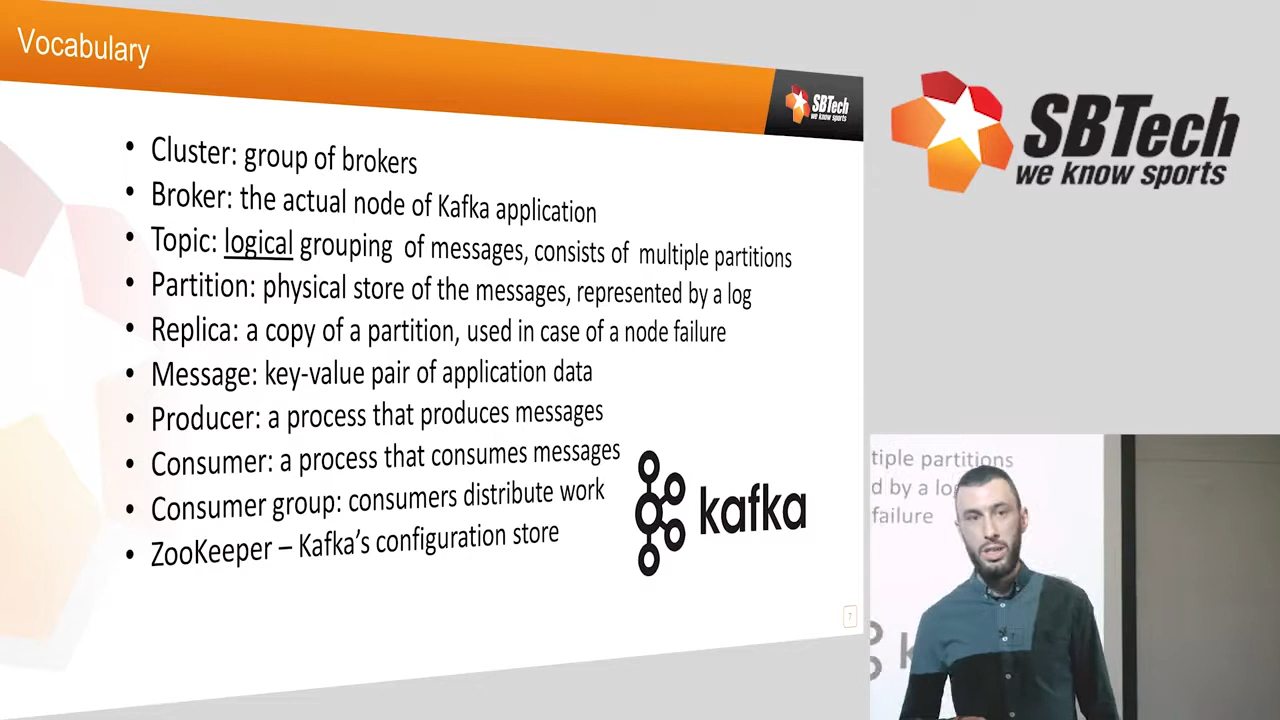 Vocabulary
SBTech
we know sports
• Cluster: group of brokers
• Broker: the actual node of Kafka application
• Topic: logical grouping of messages, consists of multiple partitions
• Partition: physical store of the messages, represented by a log
• Replica: a copy of a partition, used in case of a node failure
• Message: key-value pair of application data
• Producer: a process that produces messages
• Consumer: a process that consumes messages
• Consumer group: consumers distribute work
• ZooKeeper – Kafka's configuration store
kafka
7
SBTech
we know sports
tiple partitions
d by a lo
failure
k